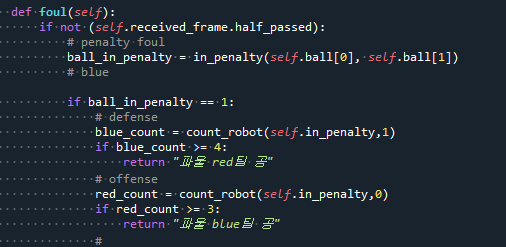 def foul(self):
if not (self.received_frame.half_passed):
# penalty foul
ball_in_penalty = in_penalty(self.ball[0], self.ball[1])
# blue
if ball_in_penalty == 1:
# defense
blue_count = count_robot(self.in_penalty,1)
if blue_count >= 4:
return "파울 red팀 공"
# offense
red_count = count_robot(self.in_penalty,0)
if red_count >= 3:
return "파울 blue팀 공"
#